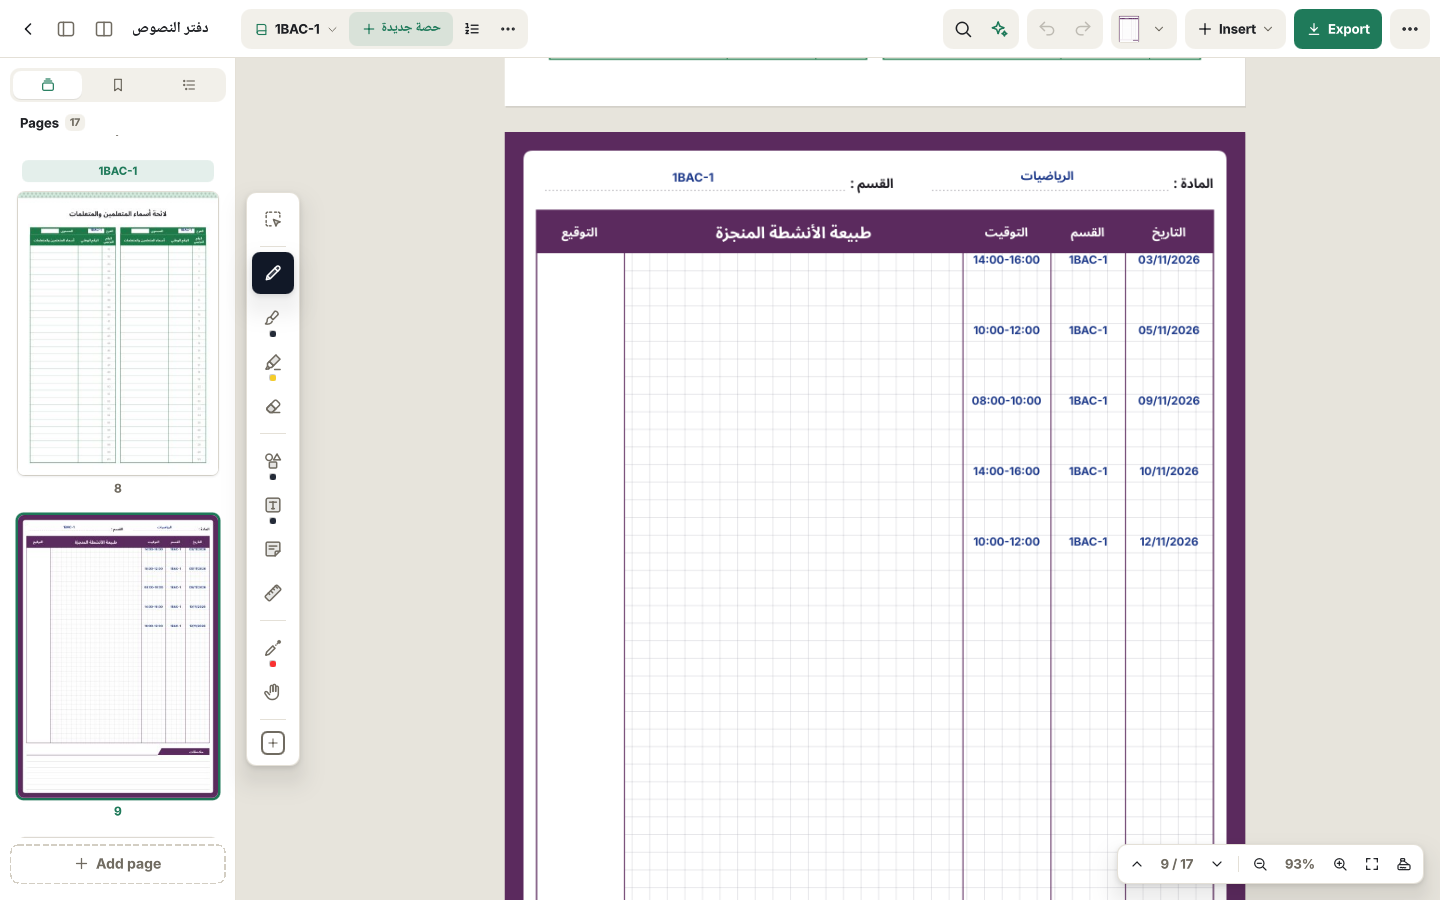 دفتر النصوص
1BAC-1
حصة جديدة
Insert
Export
Pages 17
1BAC-1
لائحة أسماء المتعلمين والمتعلمات
8
9
Add page
المادة : الرياضيات القسم : 1BAC-1
التاريخ القسم التوقيت طبيعة الأنشطة المنجزة التوقيع
03/11/2026 1BAC-1 14:00-16:00
05/11/2026 1BAC-1 10:00-12:00
09/11/2026 1BAC-1 08:00-10:00
10/11/2026 1BAC-1 14:00-16:00
12/11/2026 1BAC-1 10:00-12:00
9 / 17
93%